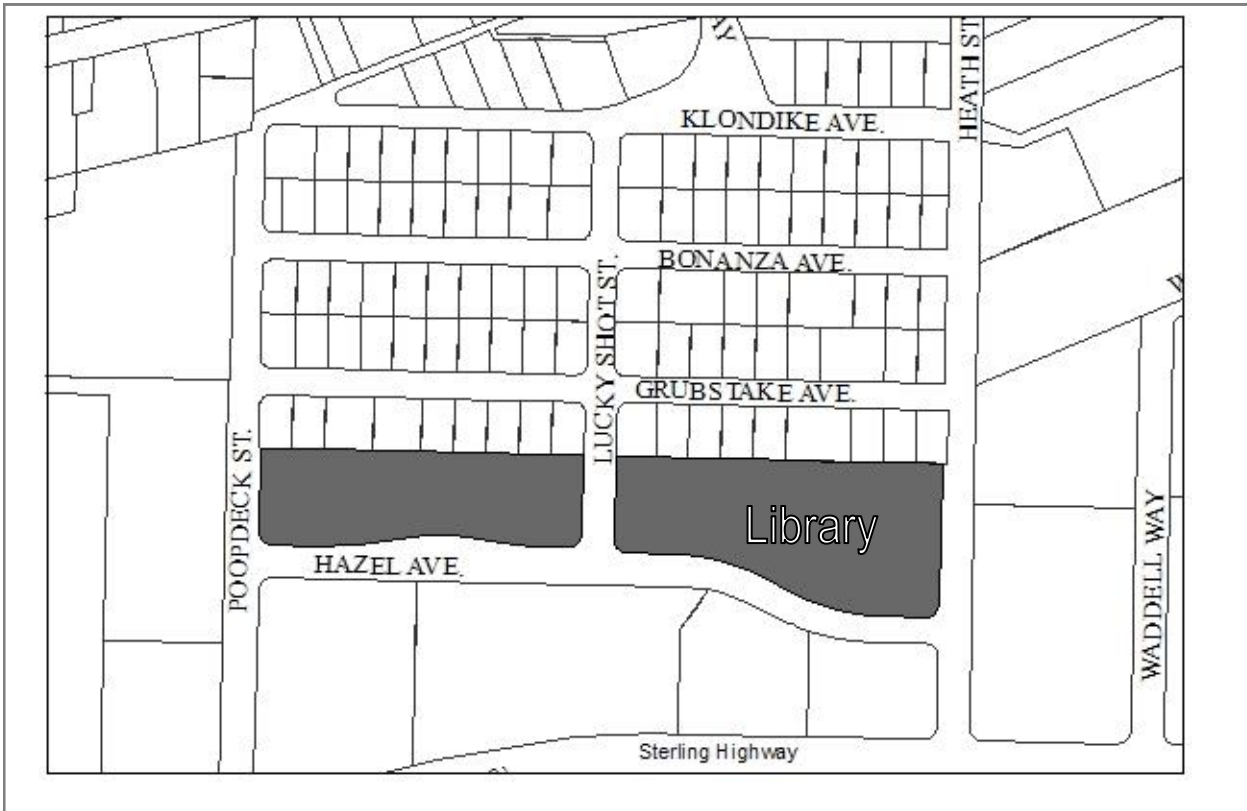 KLONDIKE AVE.
HEATH ST.
BONANZA AVE.
LUCKY SHOT ST.
GRUBSTAKE AVE.
POOPDECK ST.
Library
HAZEL AVE.
WADDELL WAY
Sterling Highway